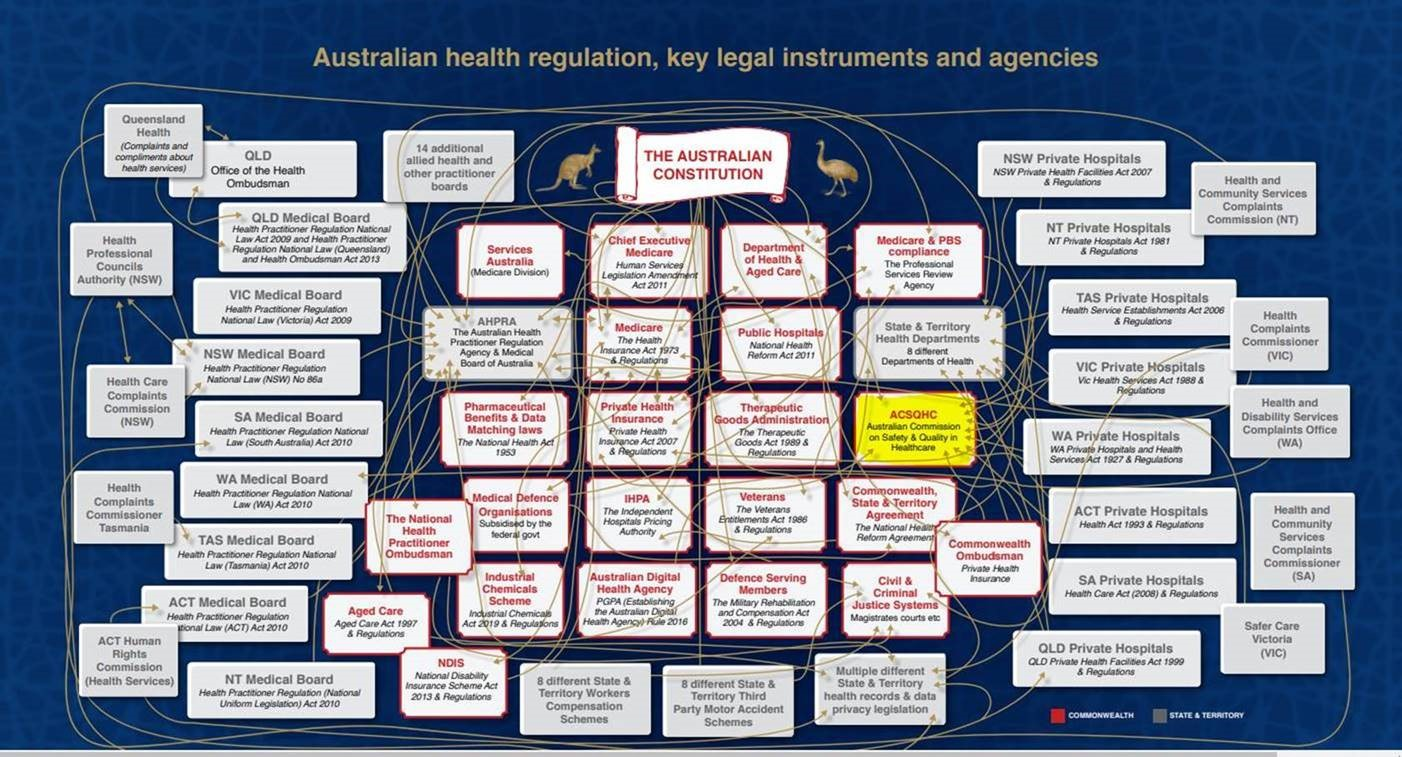 Australian health regulation, key legal instruments and agencies
Queensland
Health
(Complaints and
compliments about
health services)
QLD
Office of the Health
Ombudsman
14 additional
allied health and
other practitioner
boards
THE AUSTRALIAN
CONSTITUTION
NSW Private Hospitals
NSW Private Health Facilities Act 2007
& Regulations
Health and
Community Services
Complaints
Commission (NT)
QLD Medical Board
Health Practitioner Regulation National
Law Act 2009 and Health Practitioner
Regulation National Law (Queensland)
and Health Ombudsman Act 2013
Health
Professional
Councils
Authority (NSW)
NT Private Hospitals
NT Private Hospitals Act 1981
& Regulations
Services
Australia
(Medicare Division)
Chief Executive
Medicare
Human Services
Legislation Amendment
Act 2011
Department
of Health &
Aged Care
Medicare & PBS
compliance
The Professional
Services Review
Agency
VIC Medical Board
Health Practitioner Regulation
National Law (Victoria) Act 2009
AHPRA
The Australian Health
Practitioner Regulation
Agency & Medical
Board of Australia
Medicare
The Health
Insurance Act 1973
& Regulations
Public Hospitals
National Health
Reform Act 2011
State & Territory
Health Departments
8 different
Departments of Health
TAS Private Hospitals
Health Service Establishments Act 2006
& Regulations
Health
Complaints
Commissioner
(VIC)
NSW Medical Board
Health Practitioner Regulation
National Law (NSW) No 86a
VIC Private Hospitals
Vic Health Services Act 1988 &
Regulations
Health Care
Complaints
Commission
(NSW)
SA Medical Board
Health Practitioner Regulation National
Law (South Australia) Act 2010
Pharmaceutical
Benefits & Data
Matching laws
The National Health Act
1953
Private Health
Insurance
Private Health
Insurance Act 2007
& Regulations
Therapeutic
Goods Administration
The Therapeutic
Goods Act 1989 &
Regulations
ACSQHC
Australian Commission
on Safety & Quality in
Healthcare
WA Private Hospitals
WA Private Hospitals and Health
Services Act 1927 & Regulations
Health and
Disability Services
Complaints Office
(WA)
WA Medical Board
Health Practitioner Regulation National
Law (WA) Act 2010
Health
Complaints
Commissioner
Tasmania
The National
Health
Practitioner
Ombudsman
Medical Defence
Organisations
Subsidised by the
federal govt
IHPA
The Independent
Hospitals Pricing
Authority
Veterans
The Veterans
Entitlements Act 1986
& Regulations
Commonwealth,
State & Territory
Agreement
The National Health
Reform Agreement
Commonwealth
Ombudsman
Private Health
Insurance
ACT Private Hospitals
Health Act 1993 & Regulations
Health and
Community
Services
Complaints
Commissioner
(SA)
TAS Medical Board
Health Practitioner Regulation National
Law (Tasmania) Act 2010
Industrial
Chemicals
Scheme
Industrial Chemicals
Act 2019 & Regulations
Australian Digital
Health Agency
PGPA (Establishing
the Australian Digital
Health Agency) Rule 2016
Defence Serving
Members
The Military Rehabilitation
and Compensation Act
2004 & Regulations
Civil &
Criminal
Justice Systems
Magistrates courts etc
SA Private Hospitals
Health Care Act (2008) & Regulations
ACT Medical Board
Health Practitioner Regulation
National Law (ACT) Act 2010
Aged Care
Aged Care Act 1997
& Regulations
ACT Human
Rights
Commission
(Health Services)
Safer Care
Victoria
(VIC)
NT Medical Board
Health Practitioner Regulation (National
Uniform Legislation) Act 2010
NDIS
National Disability
Insurance Scheme Act
2013 & Regulations
8 different State &
Territory Workers
Compensation
Schemes
8 different State &
Territory Third
Party Motor Accident
Schemes
Multiple different
State & Territory
health records & data
privacy legislation
QLD Private Hospitals
QLD Private Health Facilities Act 1999
& Regulations
COMMONWEALTH
STATE & TERRITORY